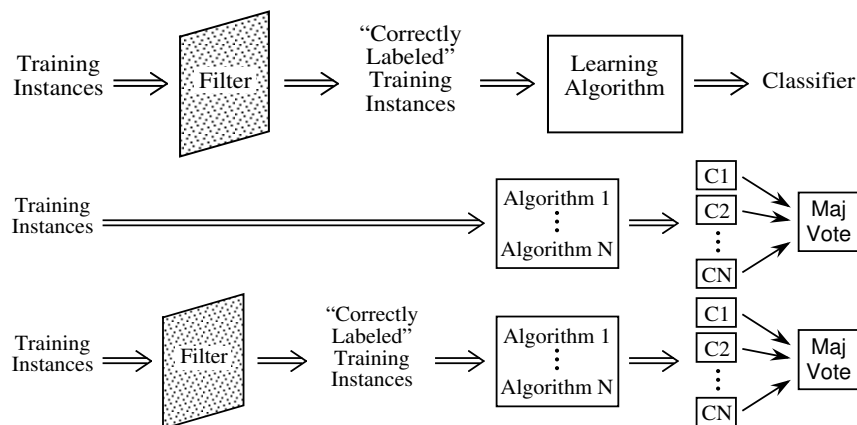 Training
Instances
Filter
“Correctly
Labeled”
Training
Instances
Learning
Algorithm
Classifier
Training
Instances
Algorithm 1
Algorithm N
C1
C2
CN
Maj
Vote
Training
Instances
Filter
“Correctly
Labeled”
Training
Instances
Algorithm 1
Algorithm N
C1
C2
CN
Maj
Vote